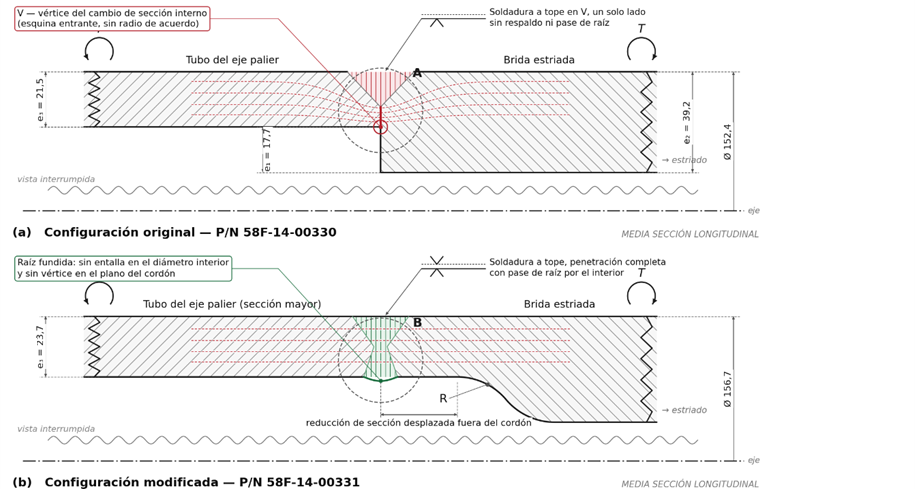 V — vértice del cambio de sección interno
(esquina entrante, sin radio de acuerdo)
Soldadura a tope en V, un solo lado
sin respaldo ni pase de raíz
T
T
Tubo del eje palier
Brida estriada
A
e₁ = 21,5
e₁ = 17,7
e₂ = 39,2
Ø 152,4
→ estriado
vista interrumpida
eje
(a) Configuración original — P/N 58F-14-00330
MEDIA SECCIÓN LONGITUDINAL
Raíz fundida: sin entalla en el diámetro interior
y sin vértice en el plano del cordón
Soldadura a tope, penetración completa
con pase de raíz por el interior
T
Tubo del eje palier (sección mayor)
Brida estriada
B
e₁ = 23,7
Ø 156,7
R
→ estriado
reducción de sección desplazada fuera del cordón
vista interrumpida
eje
(b) Configuración modificada — P/N 58F-14-00331
MEDIA SECCIÓN LONGITUDINAL